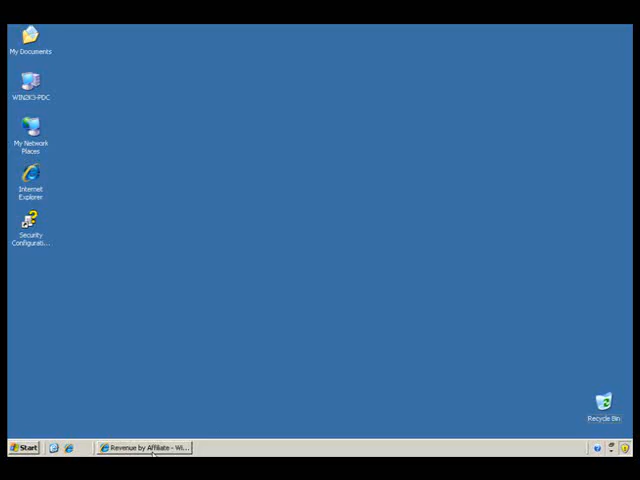 My Documents
WIN2K3-PDC
My Network
Places
Internet
Explorer
Security
Configurati...
Recycle Bin
Start
Revenue by Affiliate - Wi...